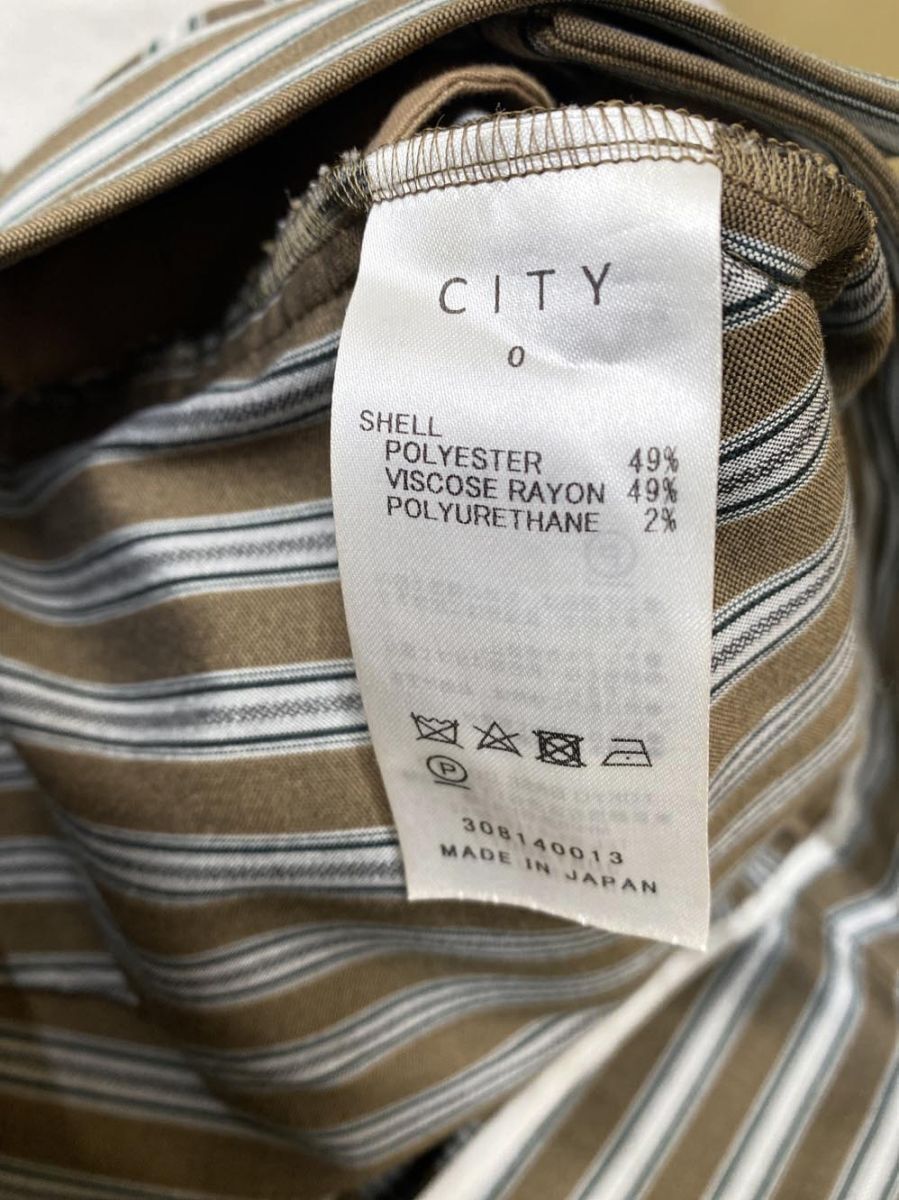 CITY
0
SHELL
POLYESTER 49%
VISCOSE RAYON 49%
POLYURETHANE 2%
P
308140013
MADE IN JAPAN